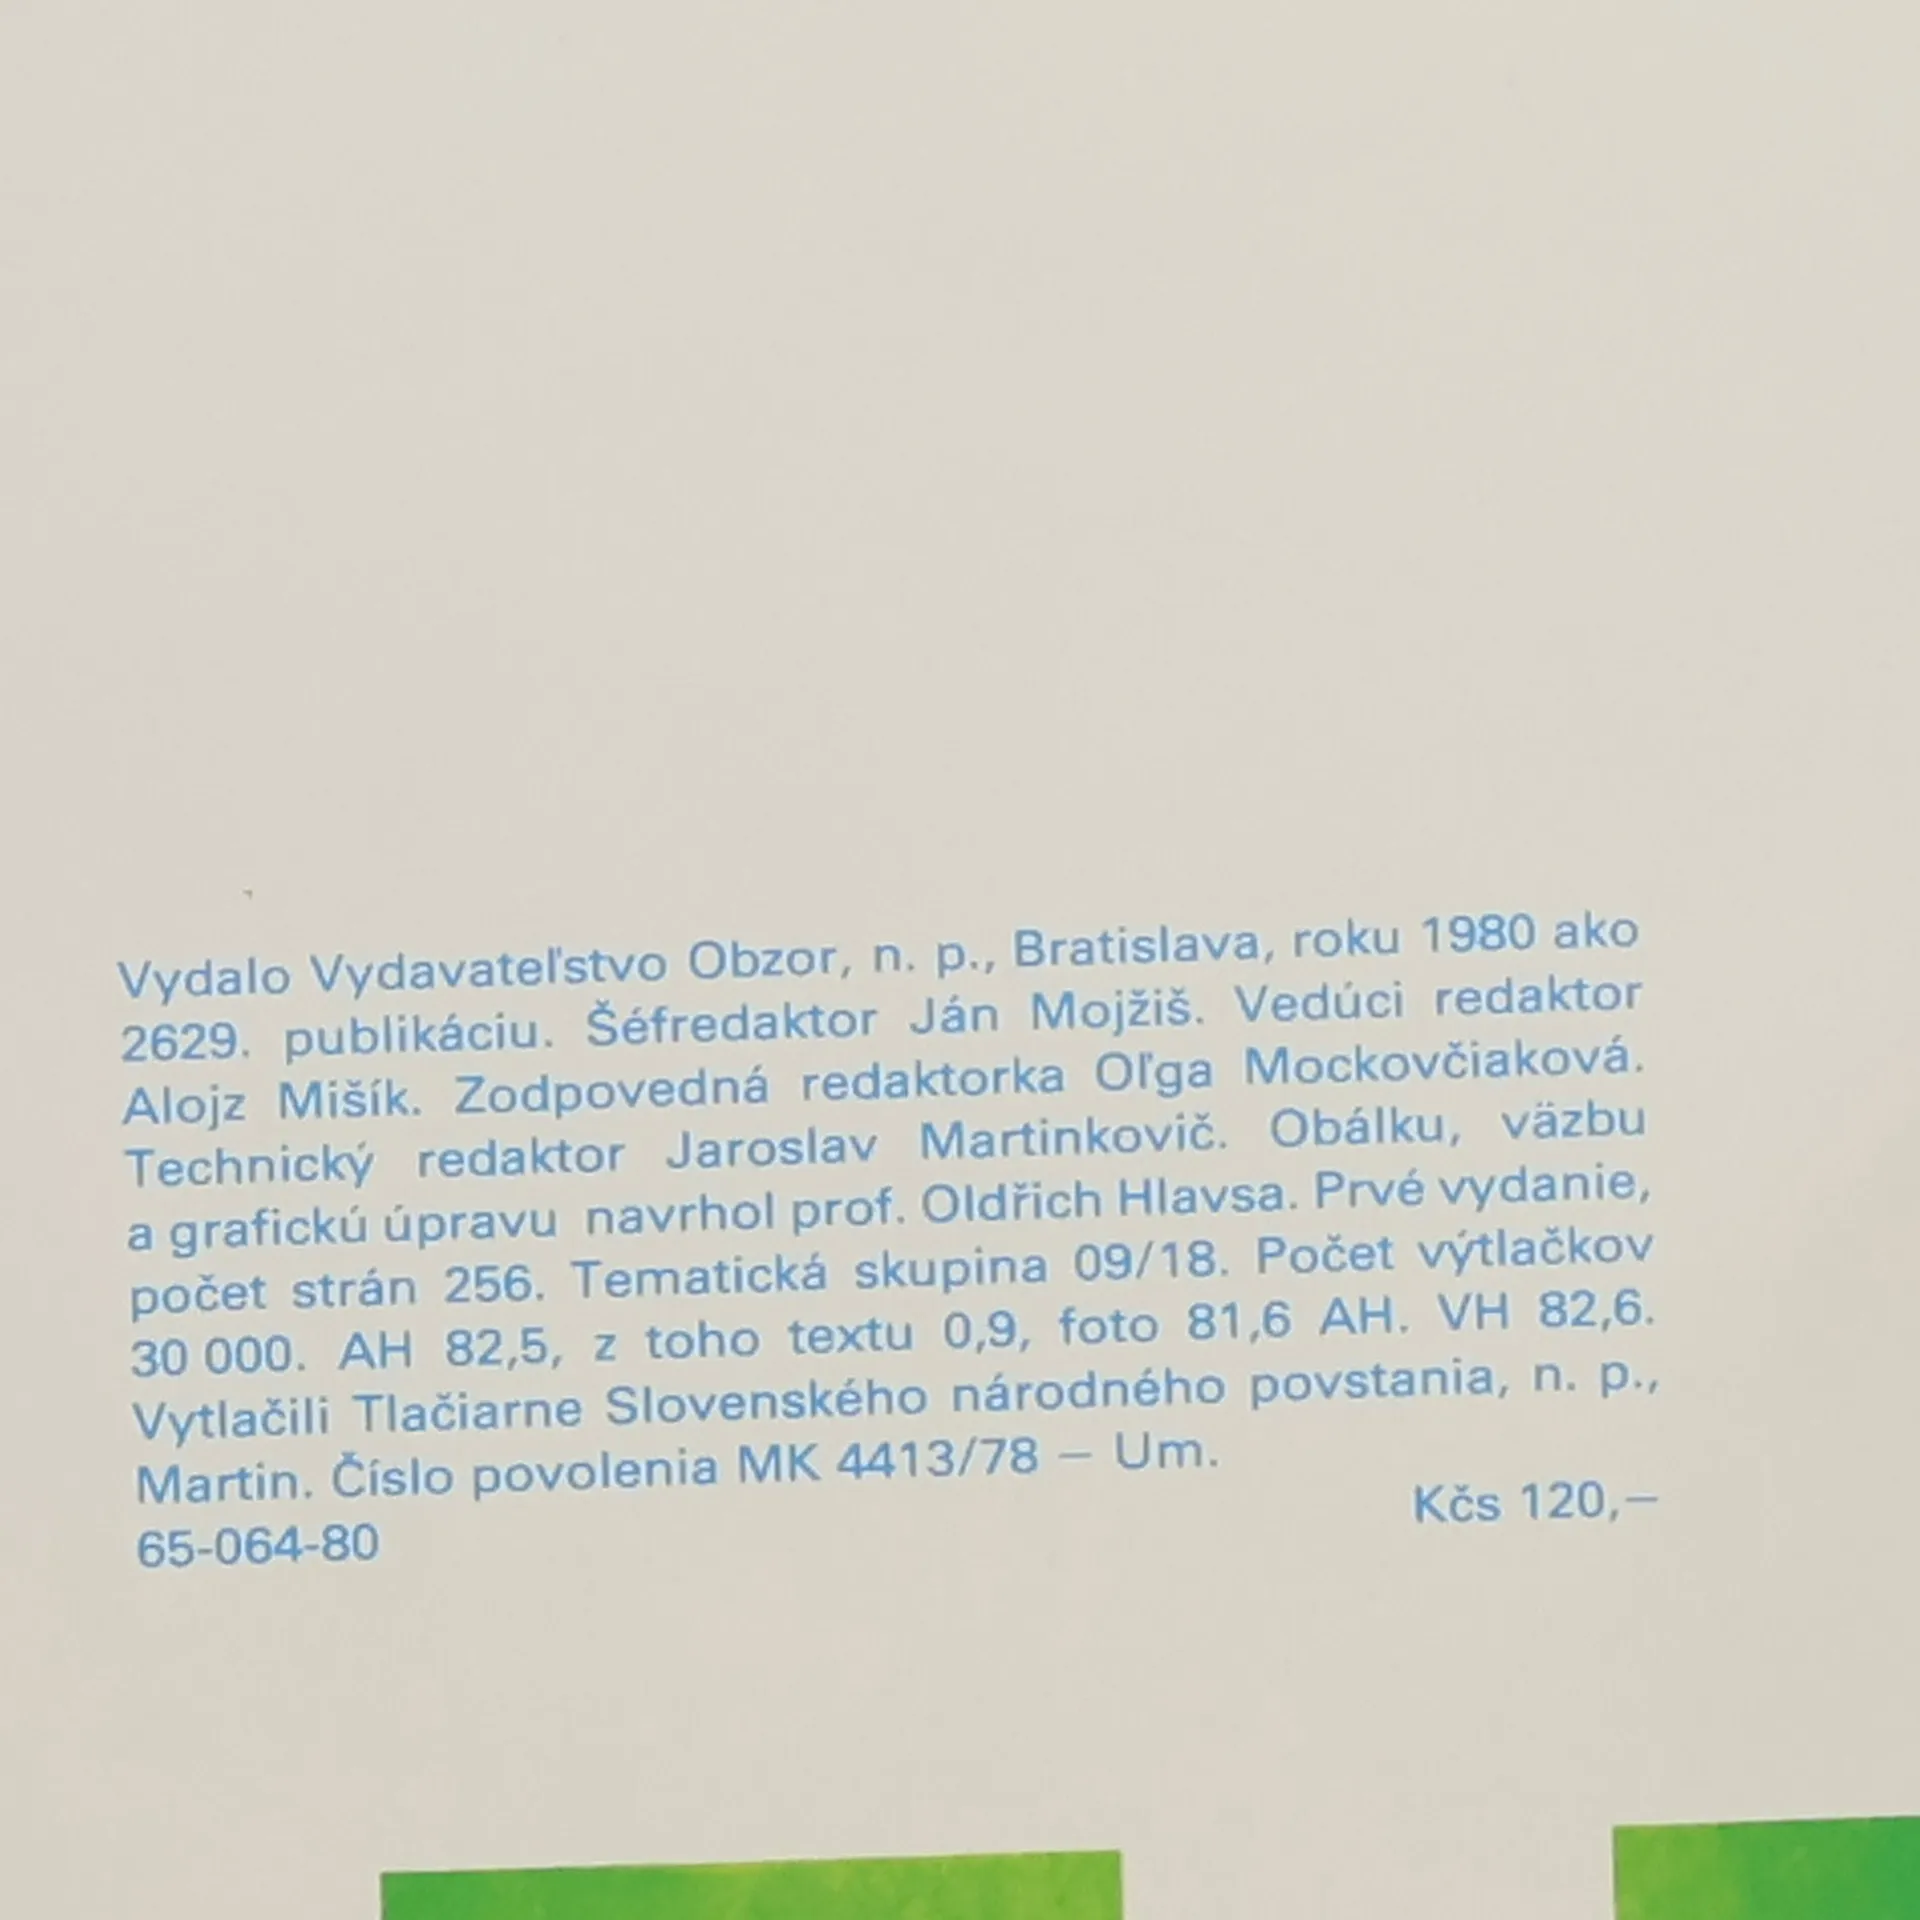 Vydalo Vydavateľstvo Obzor, n. p., Bratislava, roku 1980 ako
2629. publikáciu. Šéfredaktor Ján Mojžiš. Vedúci redaktor
Alojz Mišík. Zodpovedná redaktorka Oľga Mockovčiaková.
Technický redaktor Jaroslav Martinkovič. Obálku, väzbu
a grafickú úpravu navrhol prof. Oldřich Hlavsa. Prvé vydanie,
počet strán 256. Tematická skupina 09/18. Počet výtlačkov
30 000. AH 82,5, z toho textu 0,9, foto 81,6 AH. VH 82,6.
Vytlačili Tlačiarne Slovenského národného povstania, n. p.,
Martin. Číslo povolenia MK 4413/78 – Um.
65-064-80 Kčs 120,–